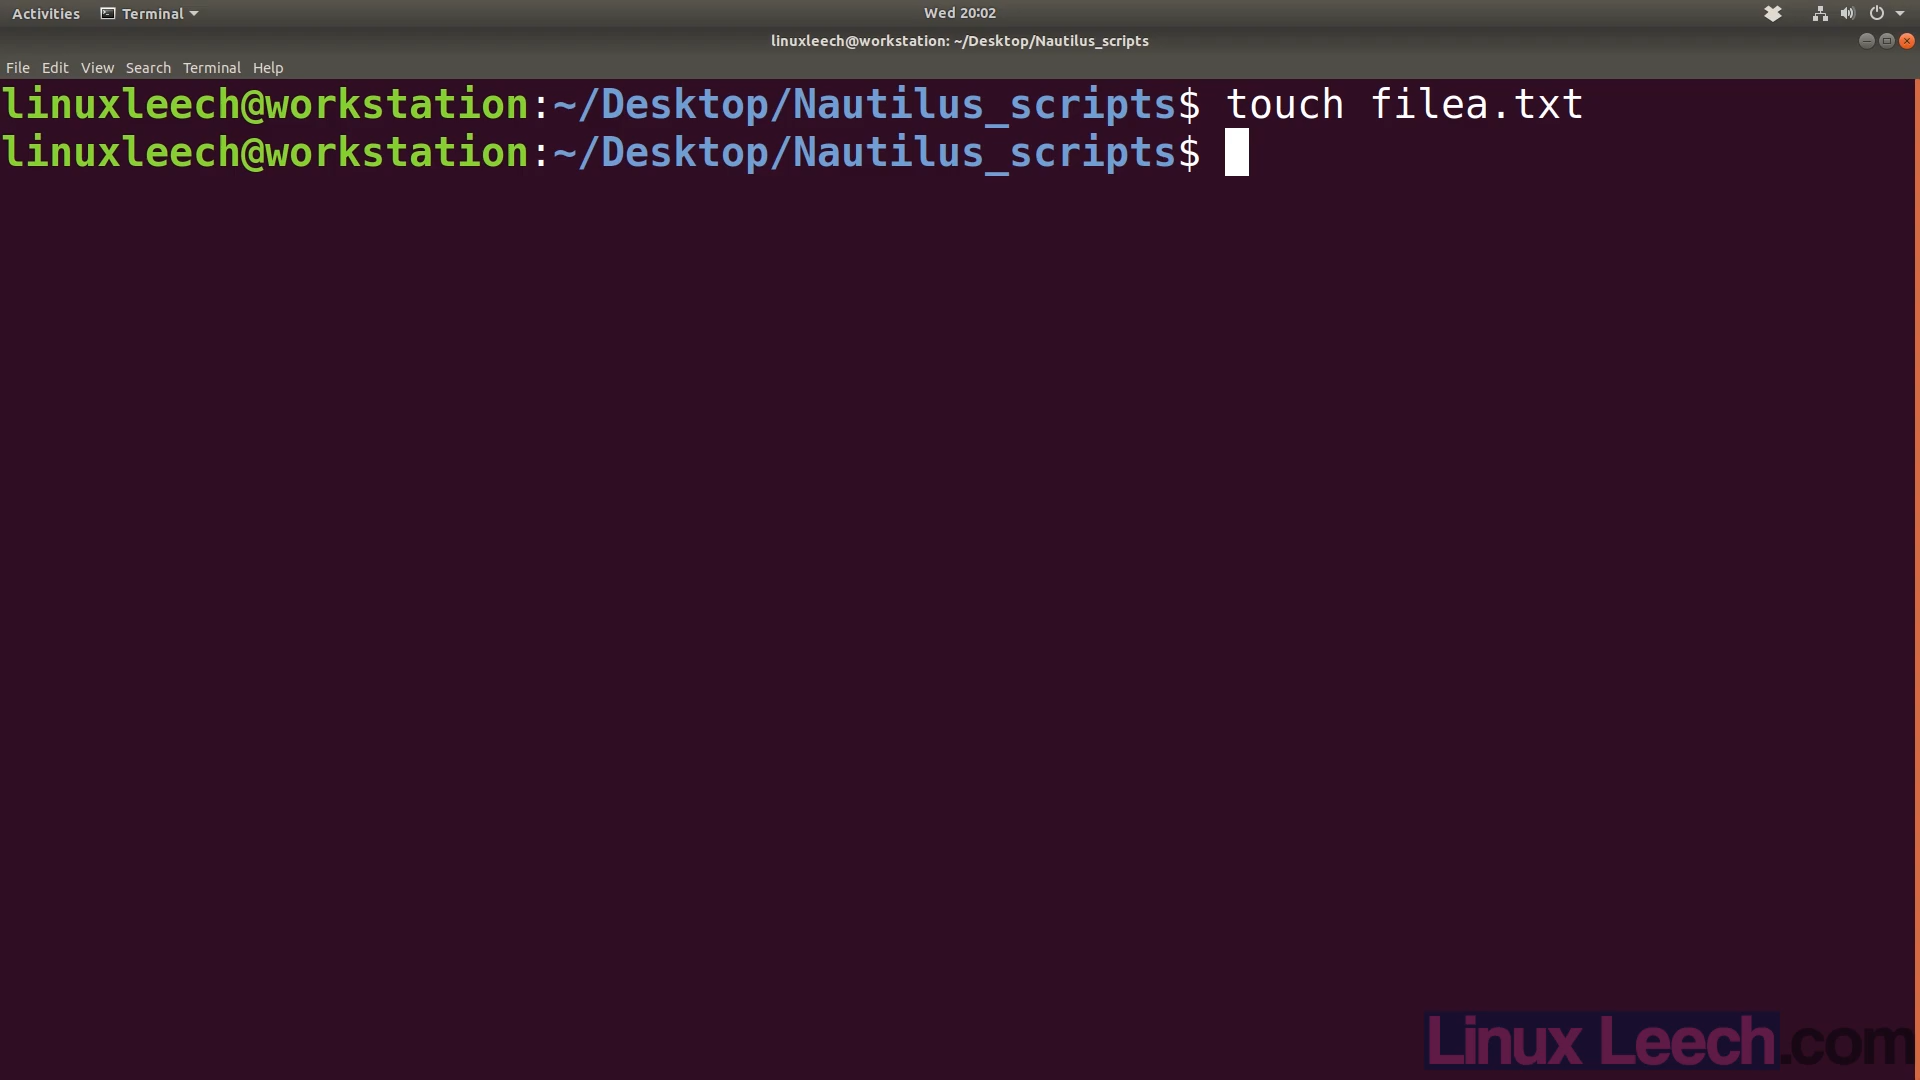 Activities Terminal Wed 20:02
linuxleech@workstation: ~/Desktop/Nautilus_scripts
File Edit View Search Terminal Help
linuxleech@workstation:~/Desktop/Nautilus_scripts$ touch filea.txt
linuxleech@workstation:~/Desktop/Nautilus_scripts$
Linux Leech.com